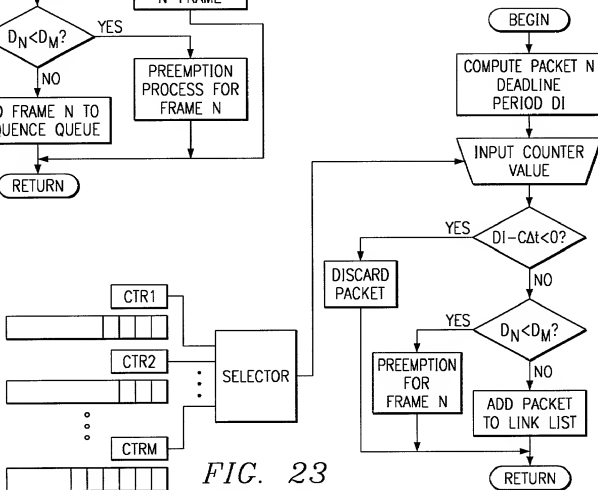 N FRAME
D_N<D_M?
YES
NO
PREEMPTION
PROCESS FOR
FRAME N
FRAME N TO
QUEUE
RETURN
BEGIN
COMPUTE PACKET N
DEADLINE
PERIOD DI
INPUT COUNTER
VALUE
DI–CΔt<0?
YES
NO
DISCARD
PACKET
D_N<D_M?
YES
NO
PREEMPTION
FOR
FRAME N
ADD PACKET
TO LINK LIST
RETURN
CTR1
CTR2
CTRM
SELECTOR
FIG. 23